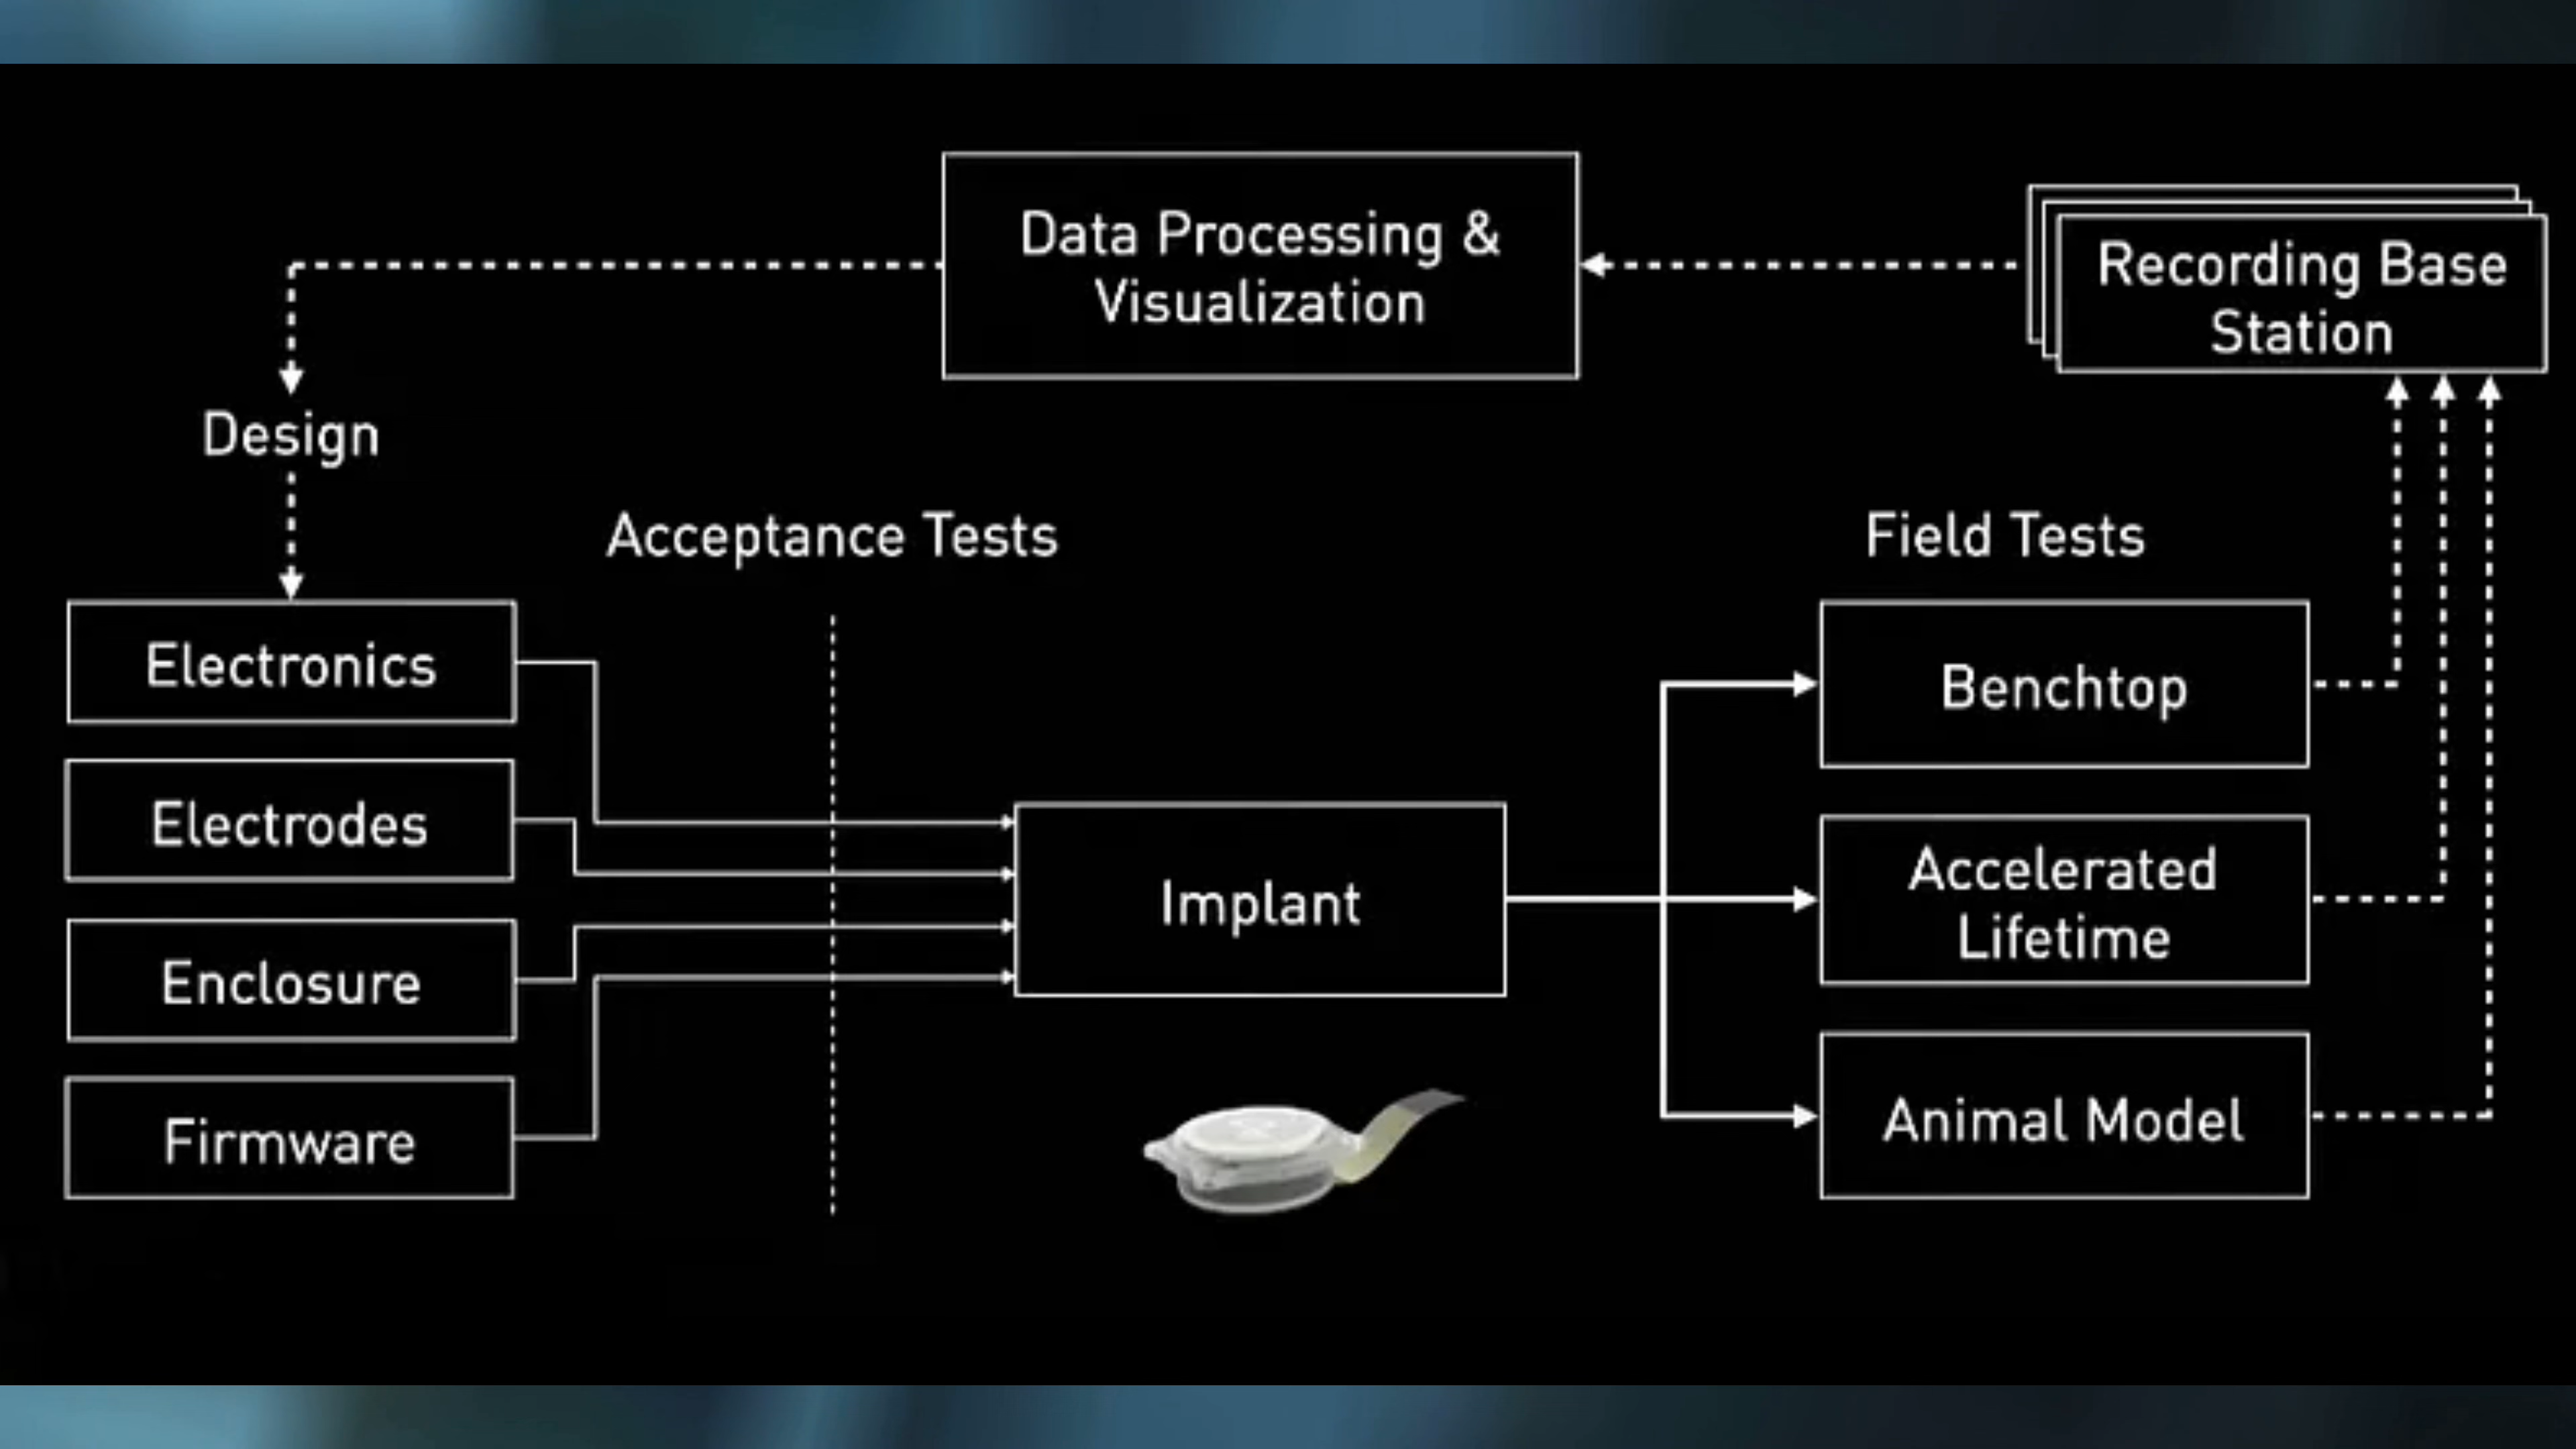 Data Processing &
Visualization
Recording Base
Station
Design
Acceptance Tests
Field Tests
Electronics
Electrodes
Enclosure
Firmware
Implant
Benchtop
Accelerated
Lifetime
Animal Model